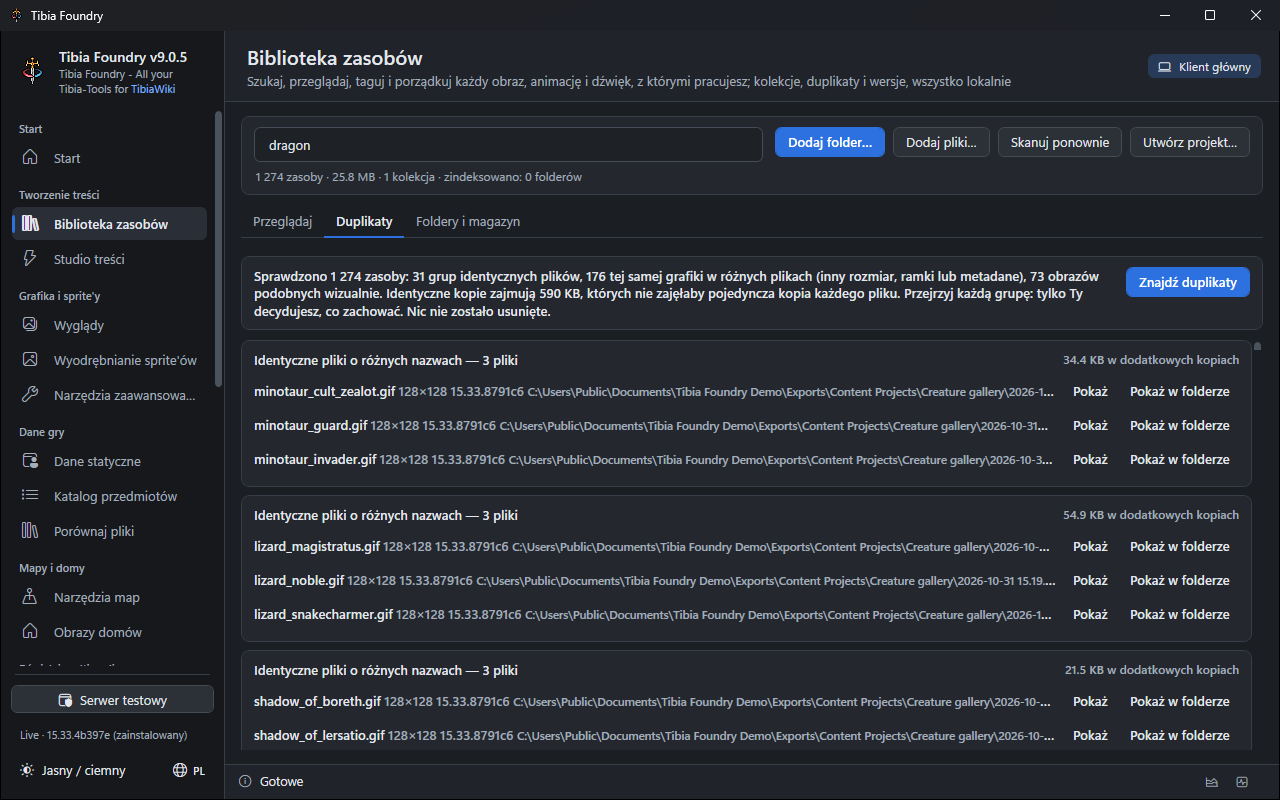 Tibia Foundry
Tibia Foundry v9.0.5
Tibia Foundry - All your
Tibia-Tools for TibiaWiki
Start
Start
Tworzenie treści
Biblioteka zasobów
Studio treści
Grafika i sprite'y
Wyglądy
Wyodrębnianie sprite'ów
Narzędzia zaawansowa...
Dane gry
Dane statyczne
Katalog przedmiotów
Porównaj pliki
Mapy i domy
Narzędzia map
Obrazy domów
Serwer testowy
Live · 15.33.4b397e (zainstalowany)
Jasny / ciemny
PL
Biblioteka zasobów
Szukaj, przeglądaj, taguj i porządkuj każdy obraz, animację i dźwięk, z którymi pracujesz; kolekcje, duplikaty i wersje, wszystko lokalnie
Klient główny
dragon
Dodaj folder...
Dodaj pliki...
Skanuj ponownie
Utwórz projekt...
1 274 zasoby · 25.8 MB · 1 kolekcja · zindeksowano: 0 folderów
Przeglądaj
Duplikaty
Foldery i magazyn
Sprawdzono 1 274 zasoby: 31 grup identycznych plików, 176 tej samej grafiki w różnych plikach (inny rozmiar, ramki lub metadane), 73 obrazów
podobnych wizualnie. Identyczne kopie zajmują 590 KB, których nie zajęłaby pojedyncza kopia każdego pliku. Przejrzyj każdą grupę: tylko Ty
decydujesz, co zachować. Nic nie zostało usunięte.
Znajdź duplikaty
Identyczne pliki o różnych nazwach — 3 pliki
34.4 KB w dodatkowych kopiach
minotaur_cult_zealot.gif 128×128 15.33.8791c6 C:\Users\Public\Documents\Tibia Foundry Demo\Exports\Content Projects\Creature gallery\2026-1... Pokaż Pokaż w folderze
minotaur_guard.gif 128×128 15.33.8791c6 C:\Users\Public\Documents\Tibia Foundry Demo\Exports\Content Projects\Creature gallery\2026-10-31... Pokaż Pokaż w folderze
minotaur_invader.gif 128×128 15.33.8791c6 C:\Users\Public\Documents\Tibia Foundry Demo\Exports\Content Projects\Creature gallery\2026-10-3... Pokaż Pokaż w folderze
Identyczne pliki o różnych nazwach — 3 pliki
54.9 KB w dodatkowych kopiach
lizard_magistratus.gif 128×128 15.33.8791c6 C:\Users\Public\Documents\Tibia Foundry Demo\Exports\Content Projects\Creature gallery\2026-10-... Pokaż Pokaż w folderze
lizard_noble.gif 128×128 15.33.8791c6 C:\Users\Public\Documents\Tibia Foundry Demo\Exports\Content Projects\Creature gallery\2026-10-31 15.19.... Pokaż Pokaż w folderze
lizard_snakecharmer.gif 128×128 15.33.8791c6 C:\Users\Public\Documents\Tibia Foundry Demo\Exports\Content Projects\Creature gallery\2026-1... Pokaż Pokaż w folderze
Identyczne pliki o różnych nazwach — 3 pliki
21.5 KB w dodatkowych kopiach
shadow_of_boreth.gif 128×128 15.33.8791c6 C:\Users\Public\Documents\Tibia Foundry Demo\Exports\Content Projects\Creature gallery\2026-10-... Pokaż Pokaż w folderze
shadow_of_lersatio.gif 128×128 15.33.8791c6 C:\Users\Public\Documents\Tibia Foundry Demo\Exports\Content Projects\Creature gallery\2026-10-... Pokaż Pokaż w folderze
Gotowe